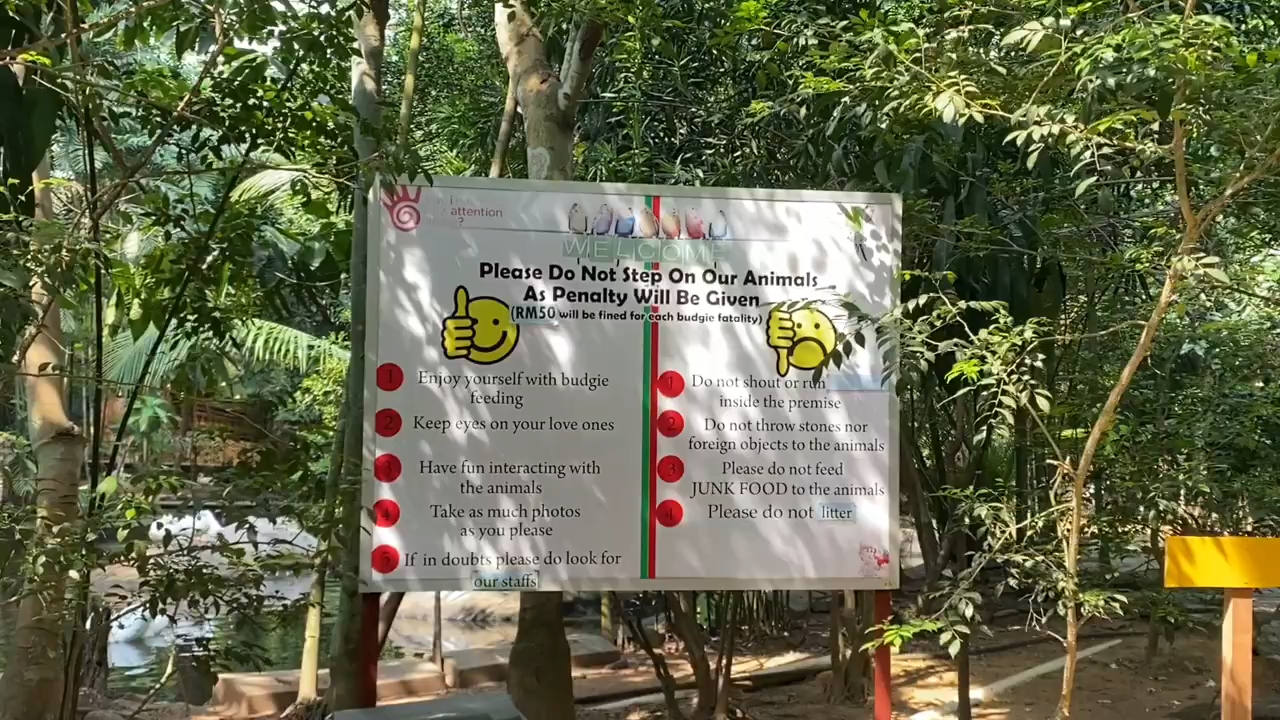 attention
?
WELCOME
Please Do Not Step On Our Animals
As Penalty Will Be Given
(RM50 will be fined for each budgie fatality)
1 Enjoy yourself with budgie
feeding
2 Keep eyes on your love ones
3 Have fun interacting with
the animals
4 Take as much photos
as you please
5 If in doubts please do look for
our staffs
1 Do not shout or run
inside the premise
2 Do not throw stones nor
foreign objects to the animals
3 Please do not feed
JUNK FOOD to the animals
4 Please do not litter